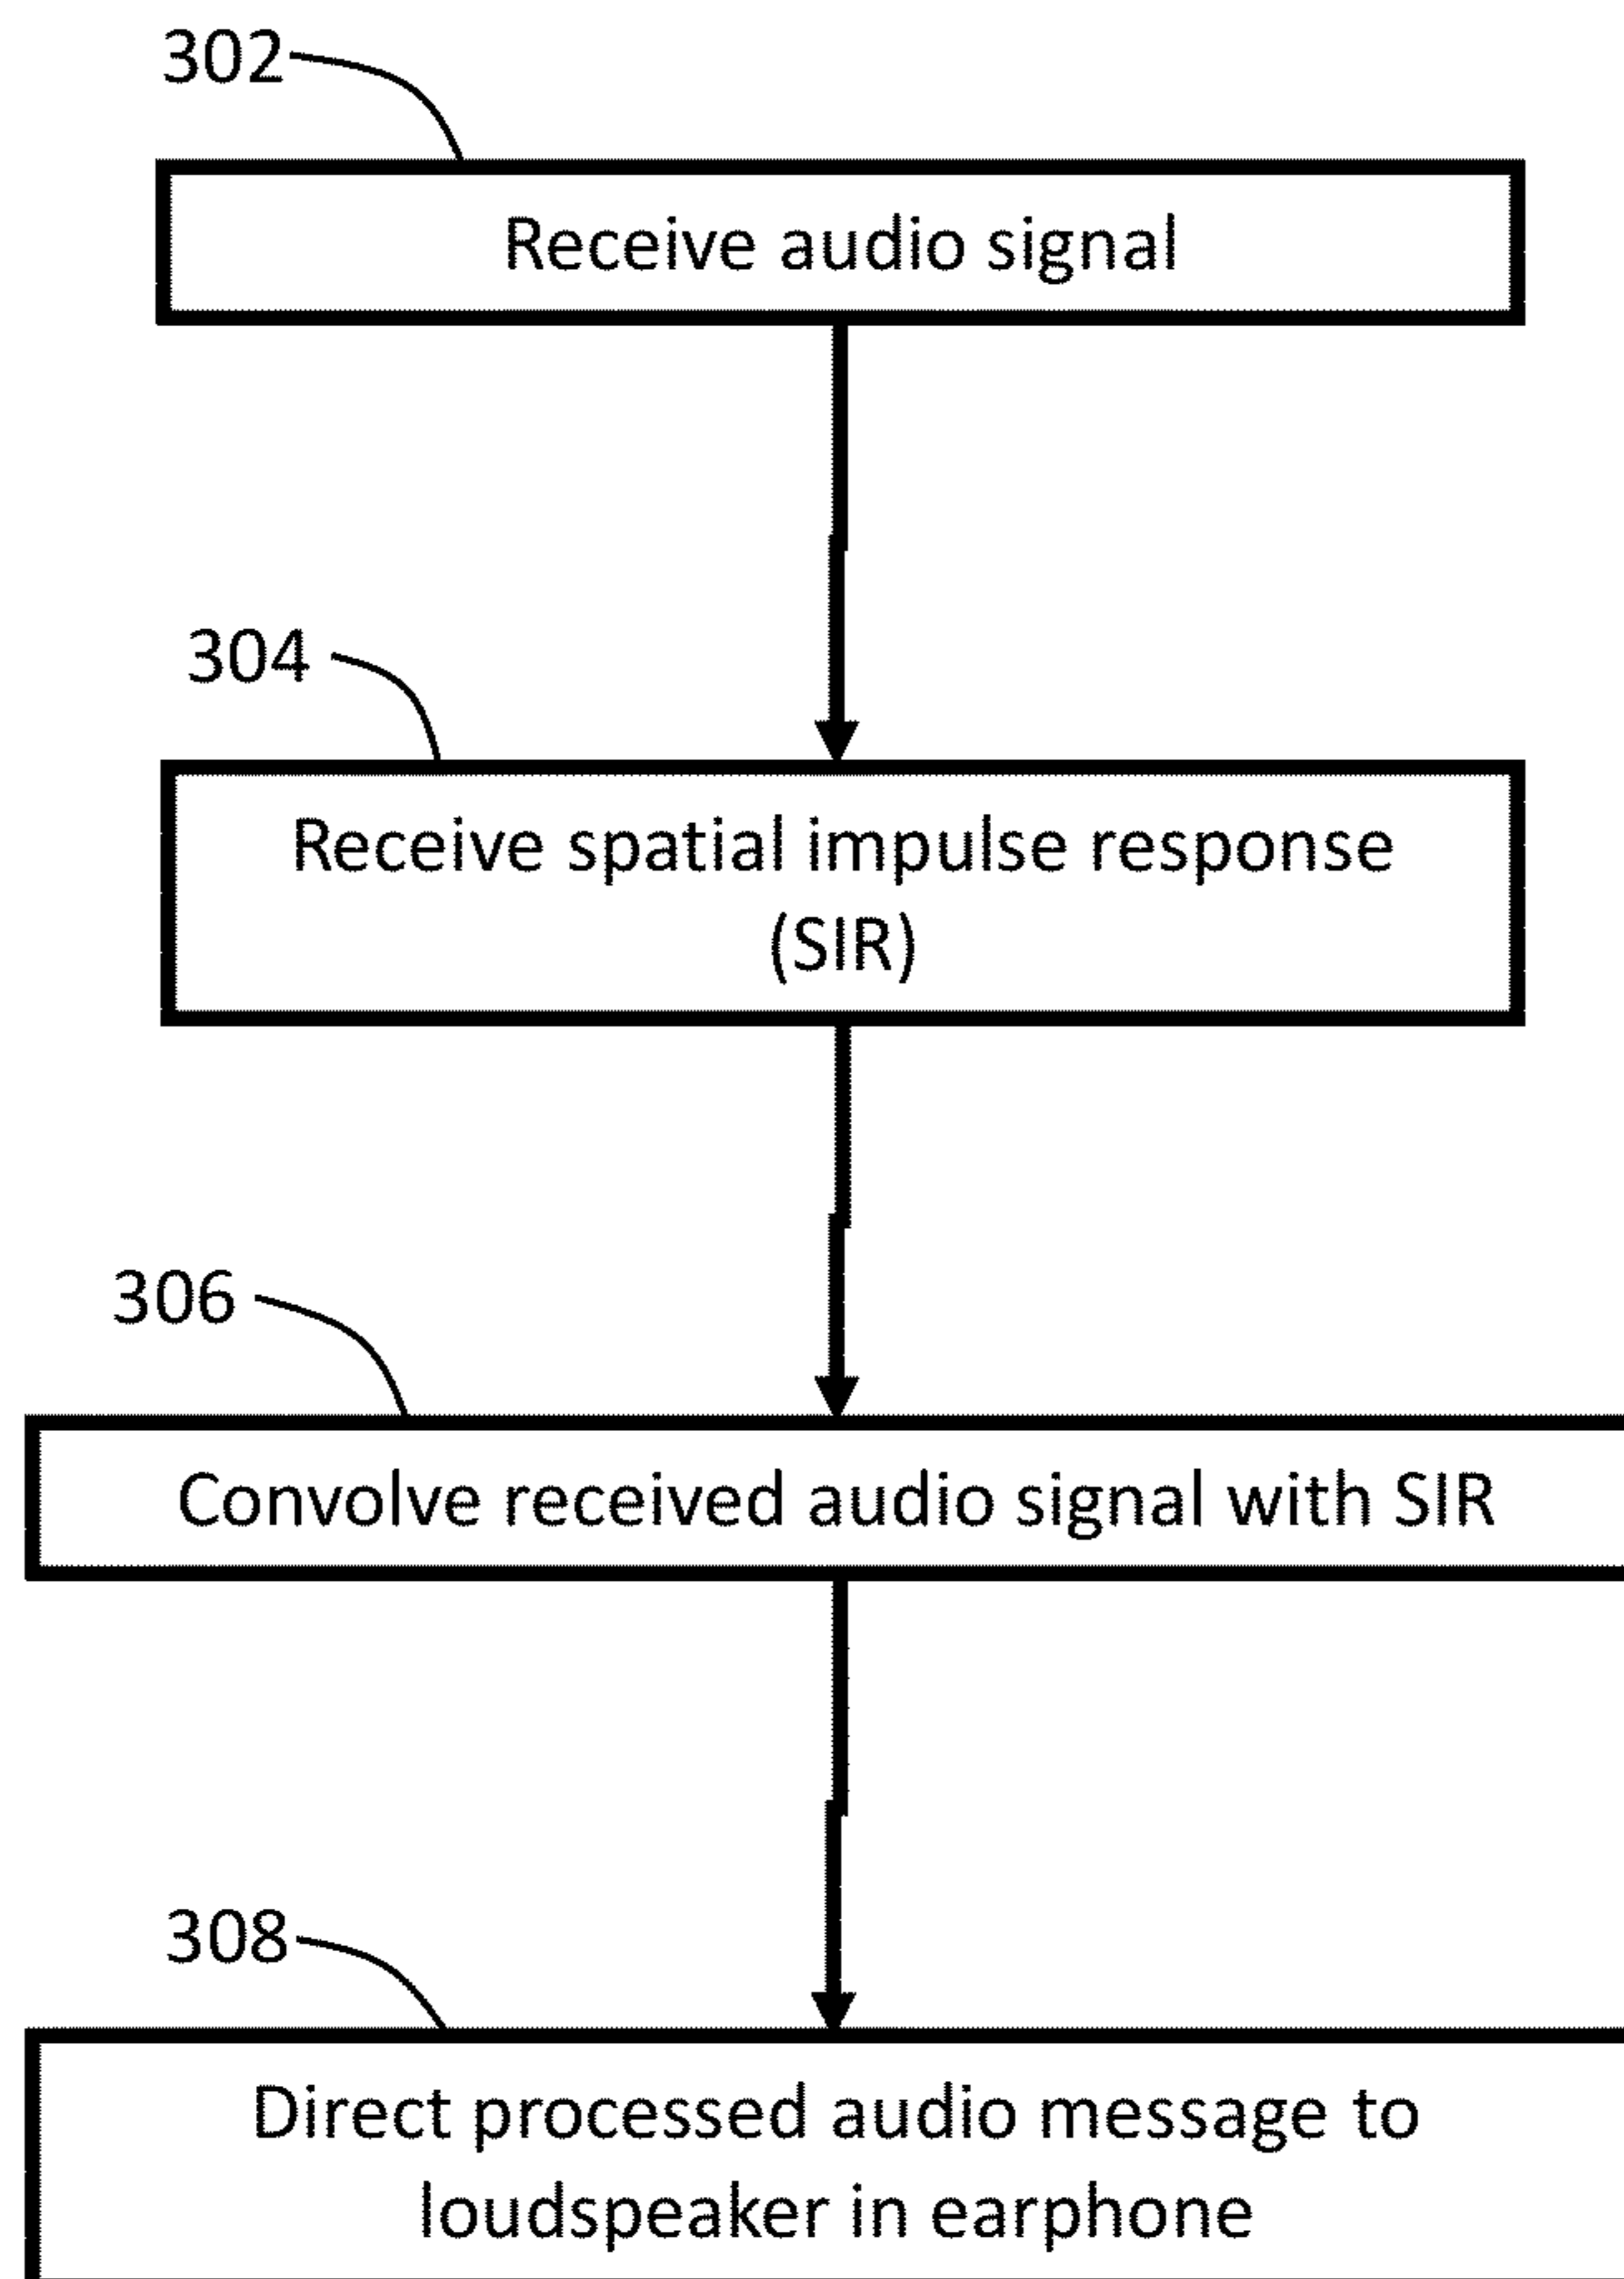 302
Receive audio signal
304
Receive spatial impulse response
(SIR)
306
Convolve received audio signal with SIR
308
Direct processed audio message to
loudspeaker in earphone